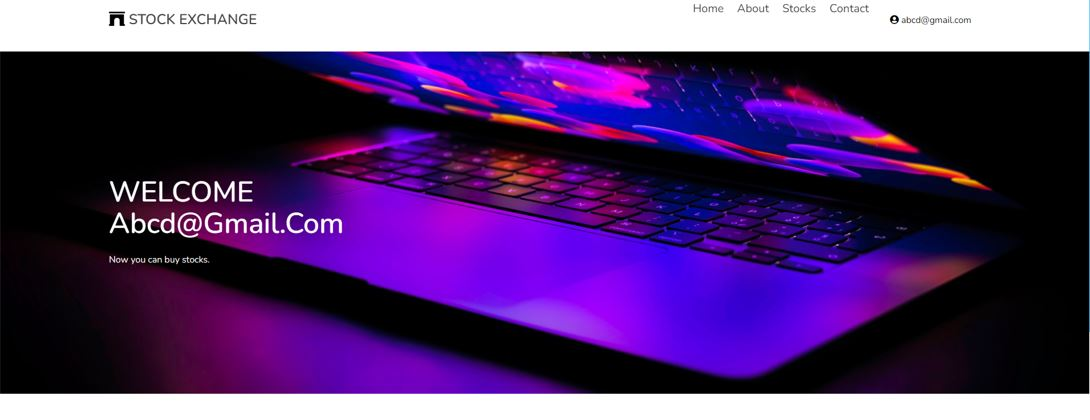 STOCK EXCHANGE
Home About Stocks Contact
abcd@gmail.com
WELCOME
Abcd@Gmail.Com
Now you can buy stocks.